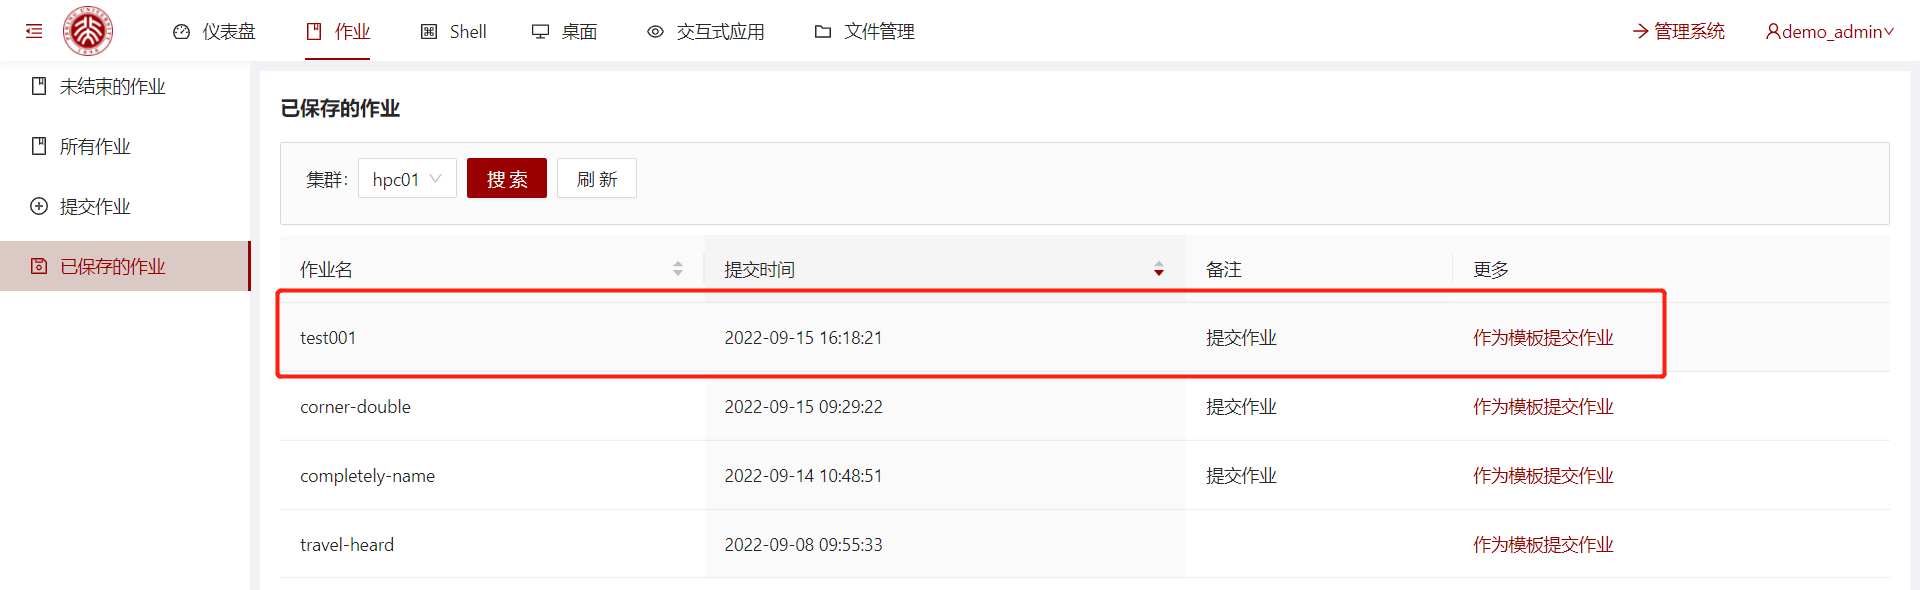 仪表盘 作业 Shell 桌面 交互式应用 文件管理 管理系统 demo_admin
未结束的作业
所有作业
提交作业
已保存的作业
已保存的作业
集群: hpc01 搜 索 刷 新
作业名 提交时间 备注 更多
test001 2022-09-15 16:18:21 提交作业 作为模板提交作业
corner-double 2022-09-15 09:29:22 提交作业 作为模板提交作业
completely-name 2022-09-14 10:48:51 提交作业 作为模板提交作业
travel-heard 2022-09-08 09:55:33 作为模板提交作业